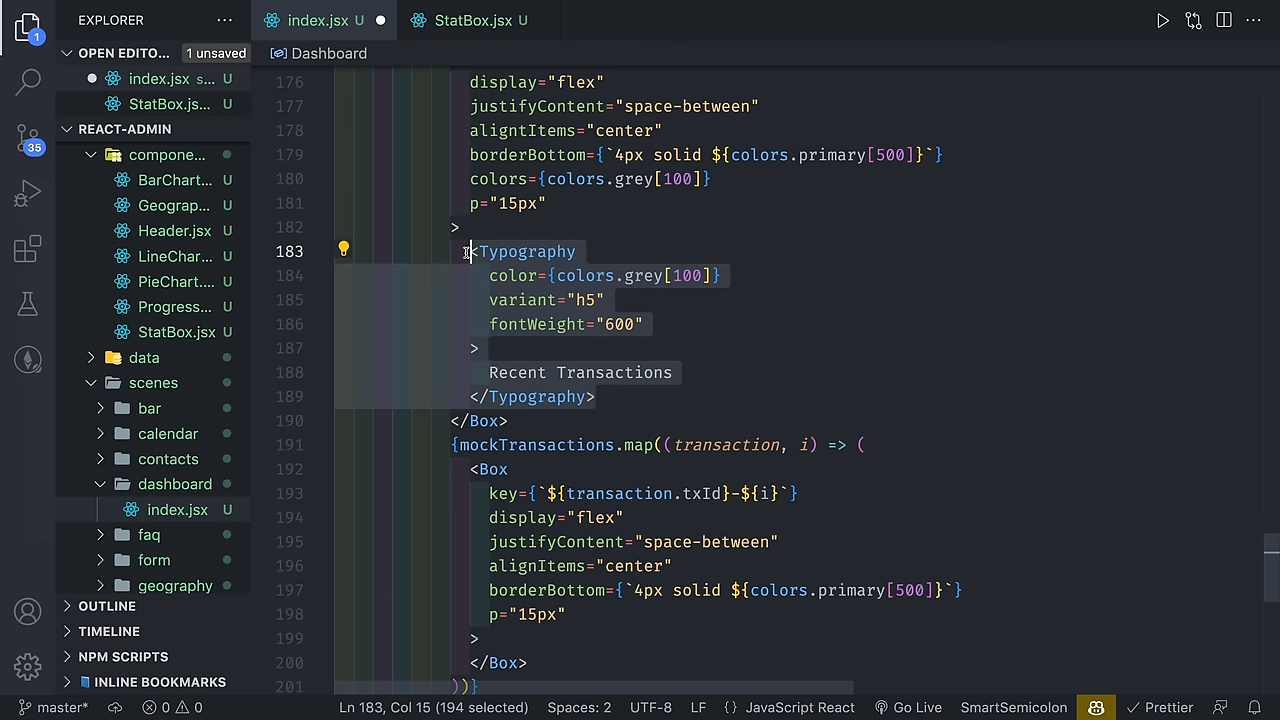 EXPLORER
index.jsx U
StatBox.jsx U
OPEN EDITO...
1 unsaved
Dashboard
index.jsx s... U
StatBox.js... U
REACT-ADMIN
compone...
BarChart... U
Geograp... U
Header.jsx U
LineChar... U
PieChart.... U
Progress... U
StatBox.jsx U
data
scenes
bar
calendar
contacts
dashboard
index.jsx U
faq
form
geography
OUTLINE
TIMELINE
NPM SCRIPTS
INLINE BOOKMARKS
1
35
176 display="flex"
177 justifyContent="space-between"
178 aligntItems="center"
179 borderBottom={`4px solid ${colors.primary[500]}`}
180 colors={colors.grey[100]}
181 p="15px"
182 >
183 <Typography
184 color={colors.grey[100]}
185 variant="h5"
186 fontWeight="600"
187 >
188 Recent Transactions
189 </Typography>
190 </Box>
191 {mockTransactions.map((transaction, i) => (
192 <Box
193 key={`${transaction.txId}-${i}`}
194 display="flex"
195 justifyContent="space-between"
196 alignItems="center"
197 borderBottom={`4px solid ${colors.primary[500]}`}
198 p="15px"
199 >
200 </Box>
201 ))}
master* 0 0 Ln 183, Col 15 (194 selected) Spaces: 2 UTF-8 LF {} JavaScript React Go Live SmartSemicolon Prettier